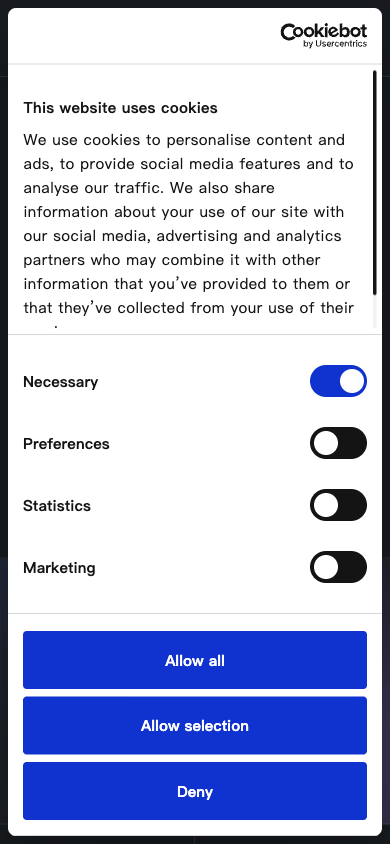 Cookiebot
by Usercentrics
This website uses cookies
We use cookies to personalise content and
ads, to provide social media features and to
analyse our traffic. We also share
information about your use of our site with
our social media, advertising and analytics
partners who may combine it with other
information that you’ve provided to them or
that they’ve collected from your use of their
Necessary
Preferences
Statistics
Marketing
Allow all
Allow selection
Deny